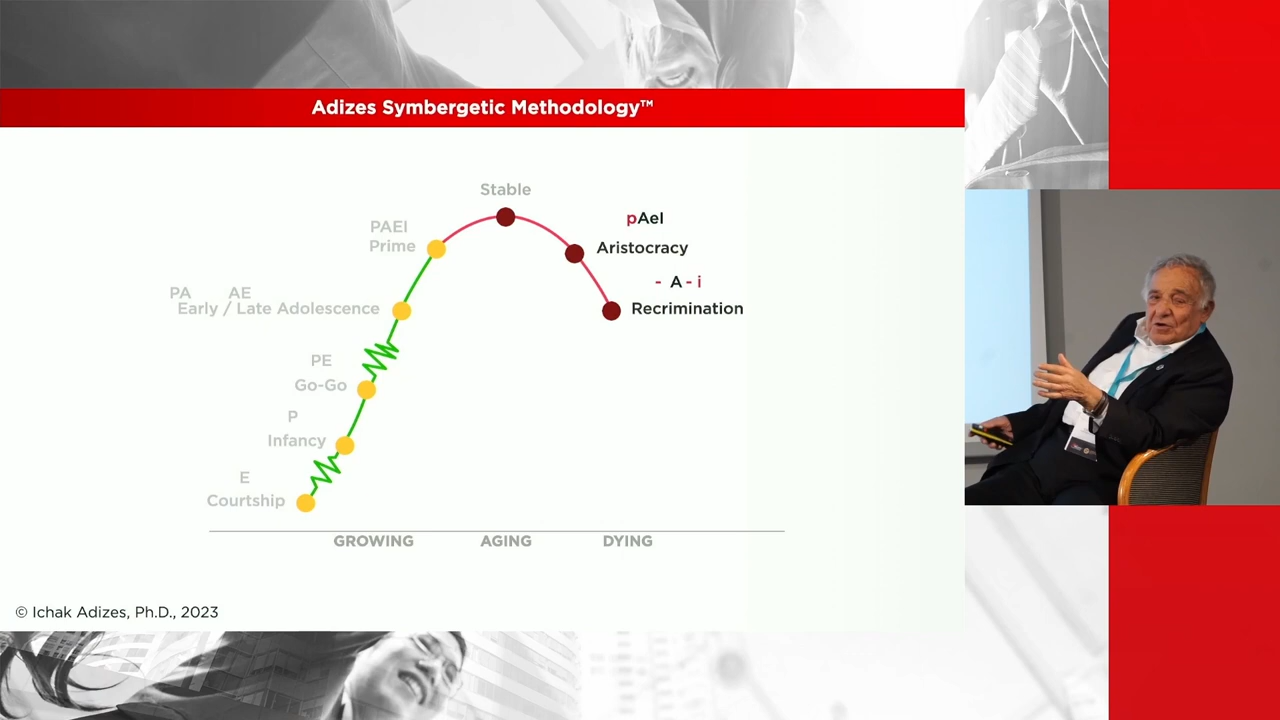 Adizes Symbergetic Methodology™
Stable
pAeI
PAEI
Prime
Aristocracy
- A - i
PA AE
Early / Late Adolescence
Recrimination
PE
Go-Go
P
Infancy
E
Courtship
GROWING AGING DYING
© Ichak Adizes, Ph.D., 2023